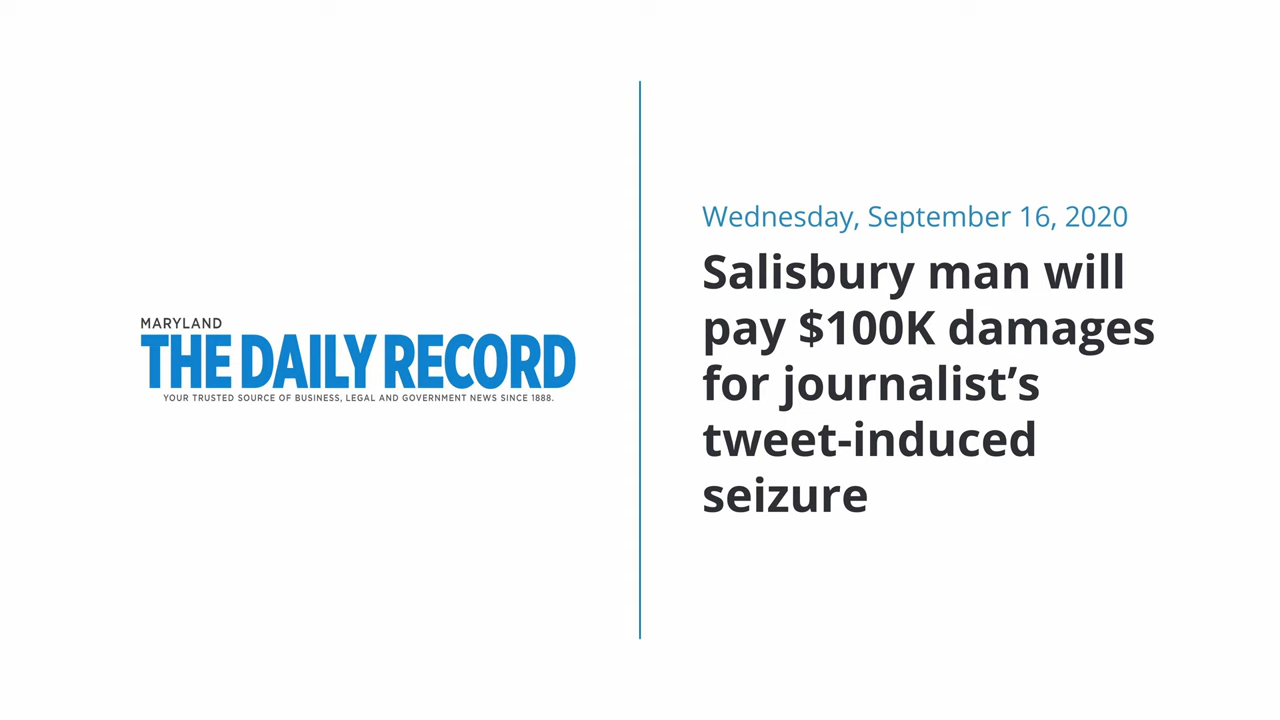 MARYLAND
THE DAILY RECORD
YOUR TRUSTED SOURCE OF BUSINESS, LEGAL AND GOVERNMENT NEWS SINCE 1888.
Wednesday, September 16, 2020
Salisbury man will
pay $100K damages
for journalist’s
tweet-induced
seizure